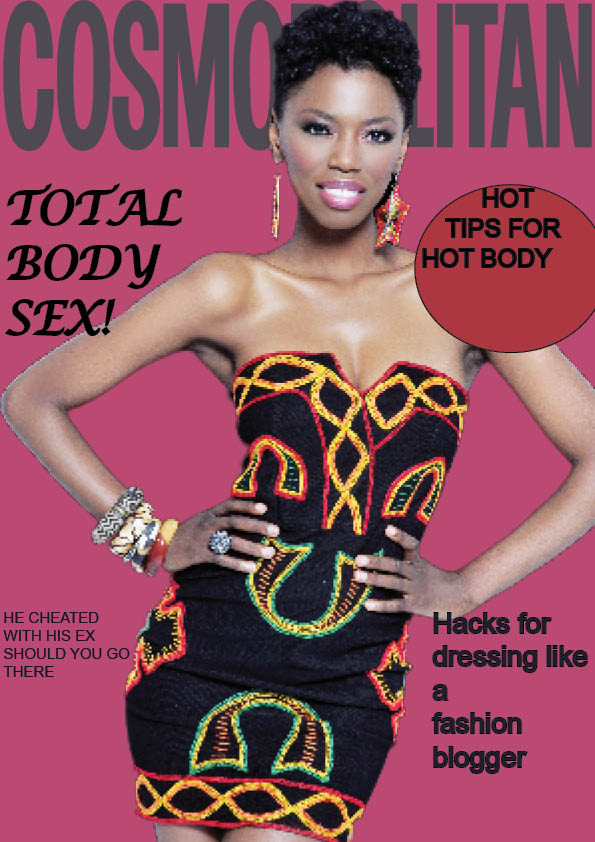 COSMOPOLITAN
TOTAL
BODY
SEX!
HOT
TIPS FOR
HOT BODY
HE CHEATED
WITH HIS EX
SHOULD YOU GO
THERE
Hacks for
dressing like
a
fashion
blogger